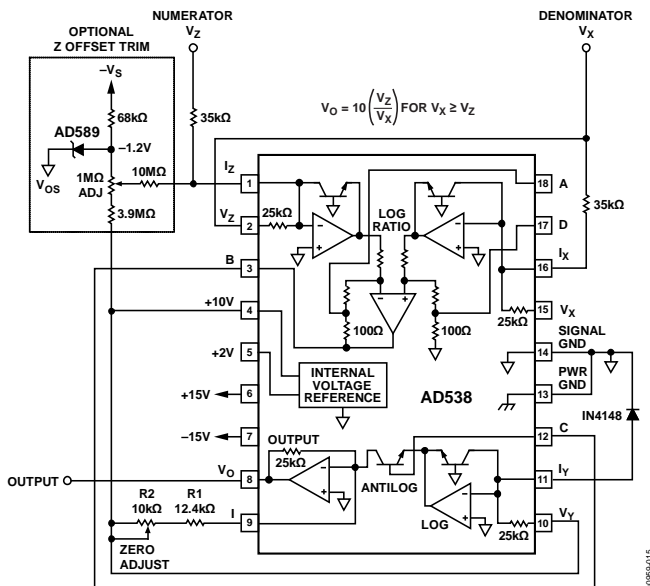 NUMERATOR
V_Z
DENOMINATOR
V_X
OPTIONAL
Z OFFSET TRIM
–V_S
68kΩ
AD589
–1.2V
V_OS
1MΩ
ADJ
10MΩ
3.9MΩ
35kΩ
V_O = 10 (V_Z/V_X) FOR V_X ≥ V_Z
35kΩ
I_Z
1
V_Z
2
B
3
+10V
4
+2V
5
+15V
6
–15V
7
V_O
8
OUTPUT
I
9
R2
10kΩ
R1
12.4kΩ
ZERO
ADJUST
25kΩ
LOG
RATIO
100Ω
100Ω
INTERNAL
VOLTAGE
REFERENCE
AD538
OUTPUT
25kΩ
ANTILOG
LOG
25kΩ
25kΩ
18
A
17
D
16
I_X
15
V_X
14
SIGNAL
GND
13
PWR
GND
12
C
11
I_Y
10
V_Y
IN4148
00959-015